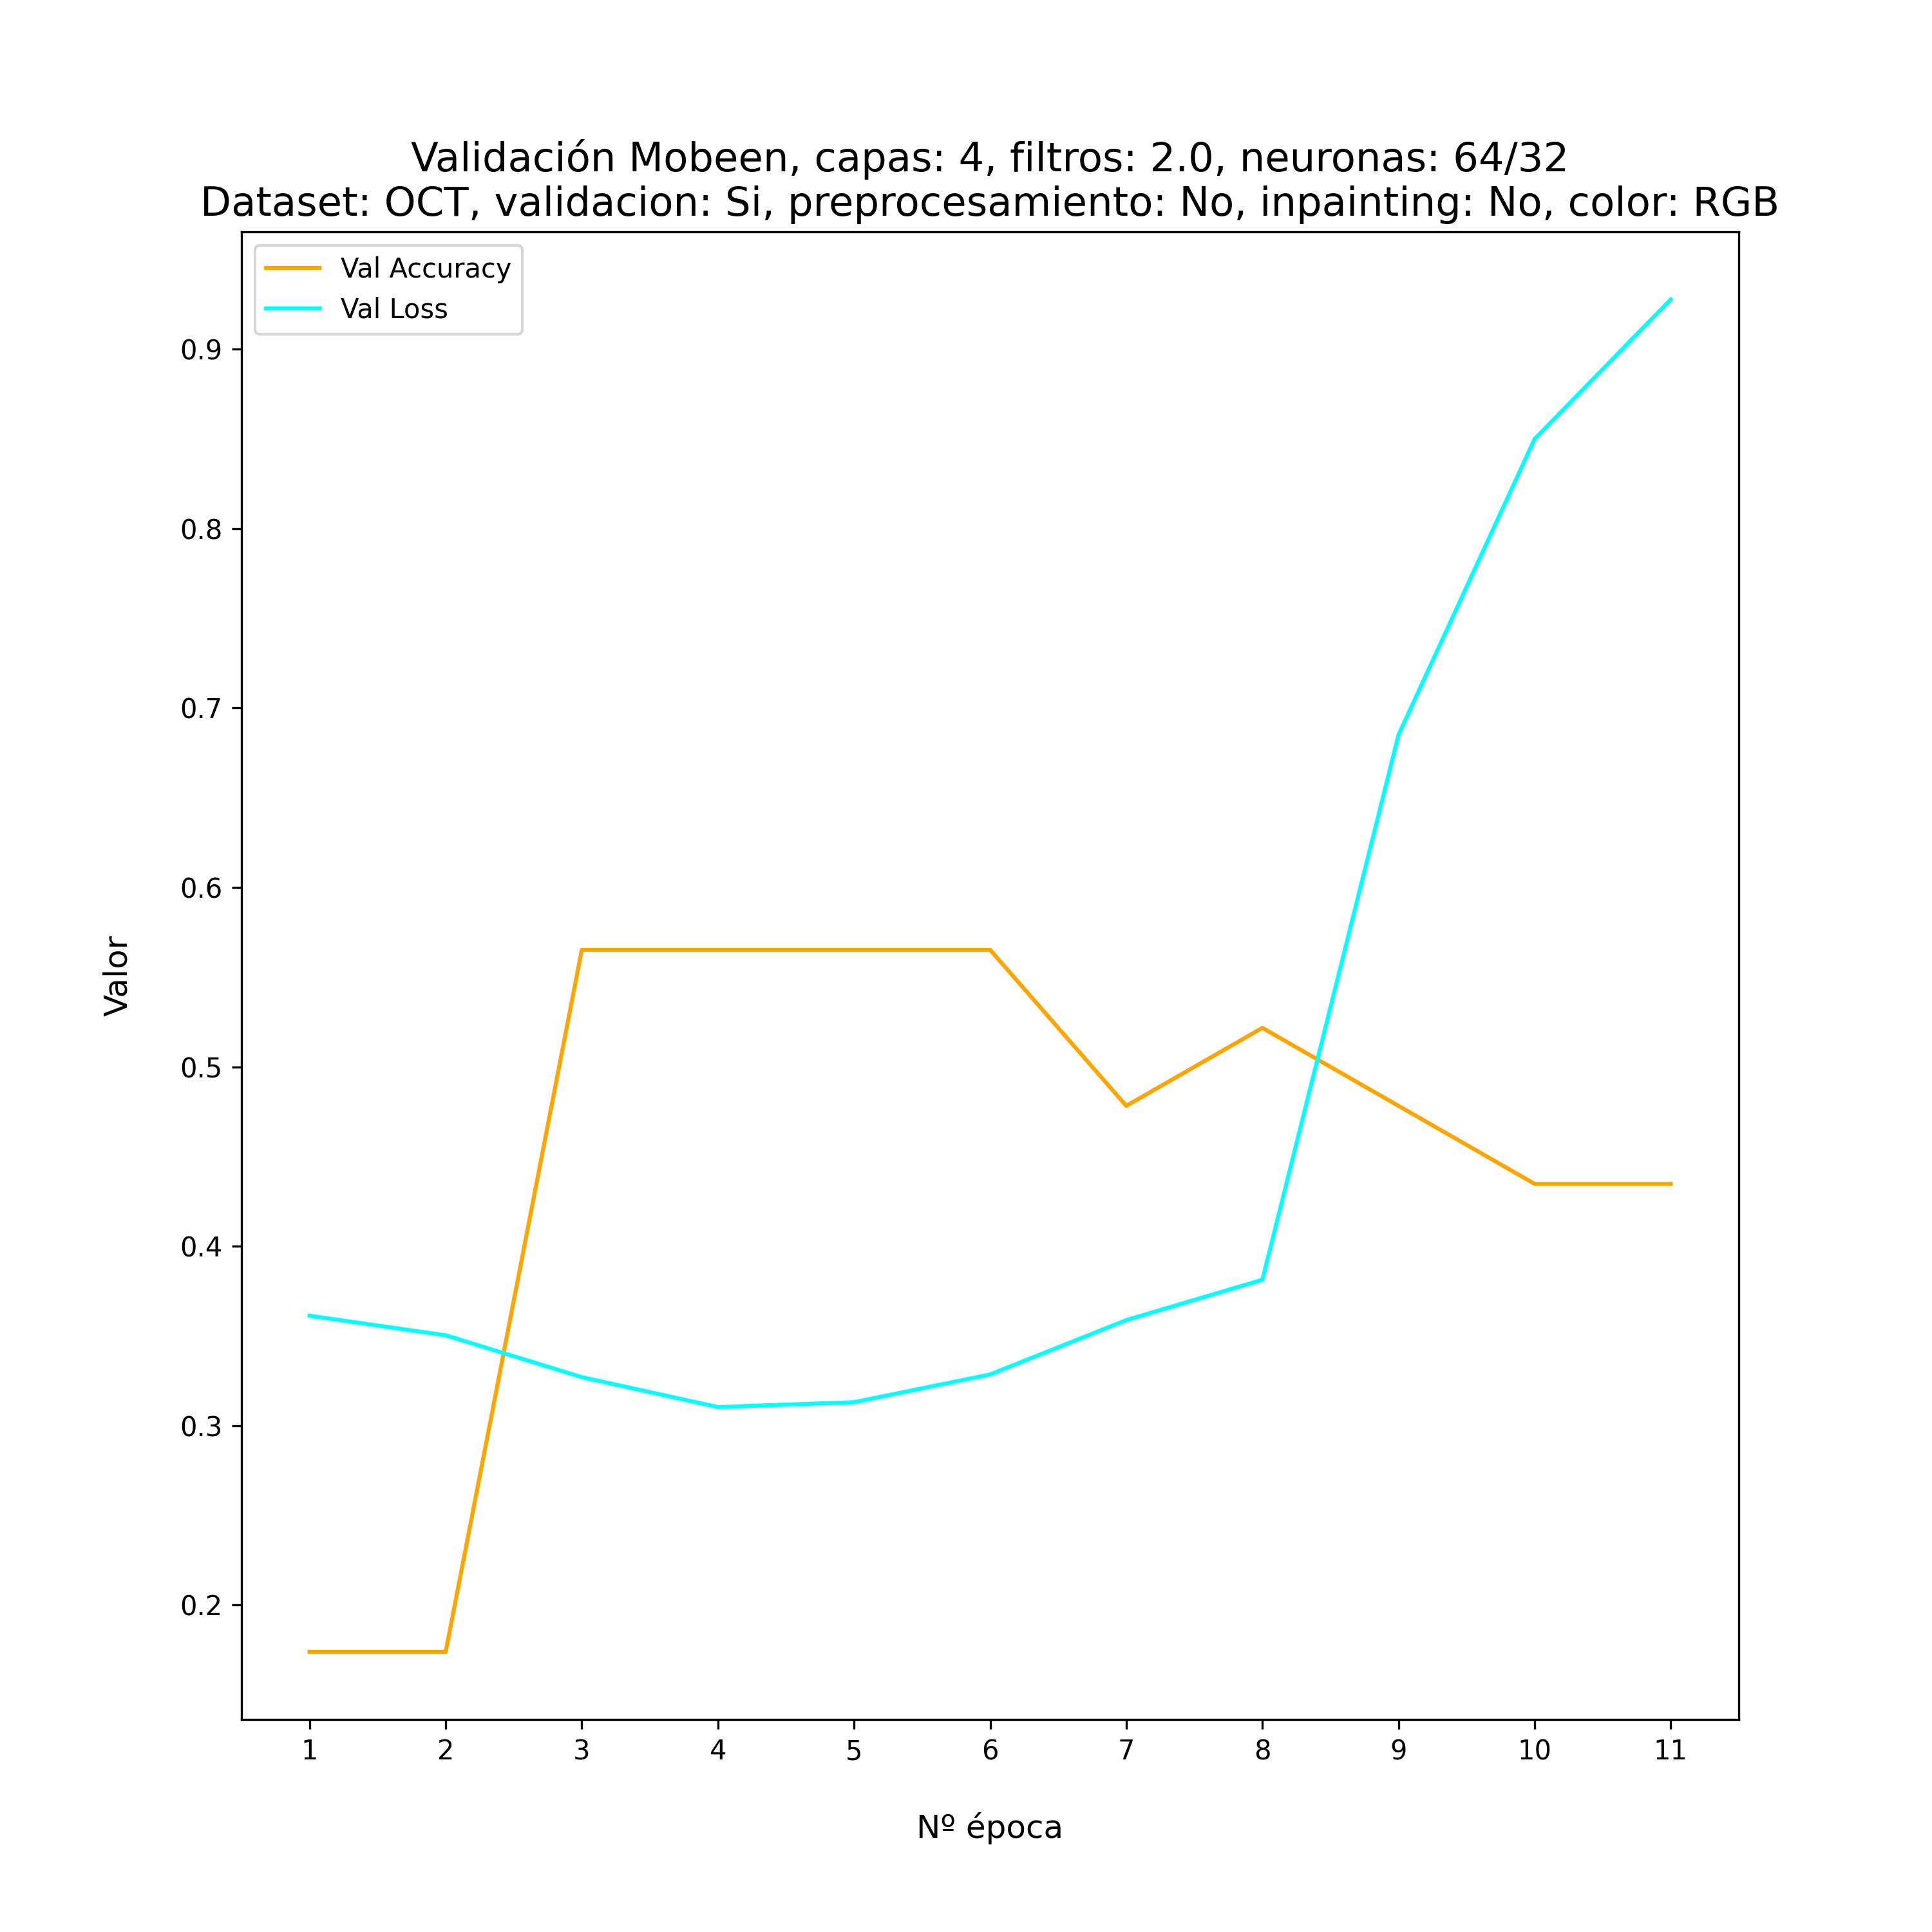 Validación Mobeen, capas: 4, filtros: 2.0, neuronas: 64/32
Dataset: OCT, validacion: Si, preprocesamiento: No, inpainting: No, color: RGB
Val Accuracy
Val Loss
0.9
0.8
0.7
0.6
0.5
0.4
0.3
0.2
Valor
1 2 3 4 5 6 7 8 9 10 11
Nº época